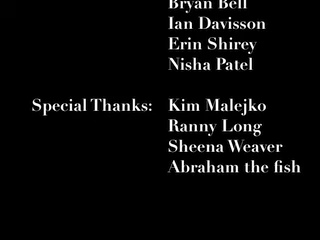 Bryan Bell
Ian Davisson
Erin Shirey
Nisha Patel
Special Thanks: Kim Malejko
Ranny Long
Sheena Weaver
Abraham the fish